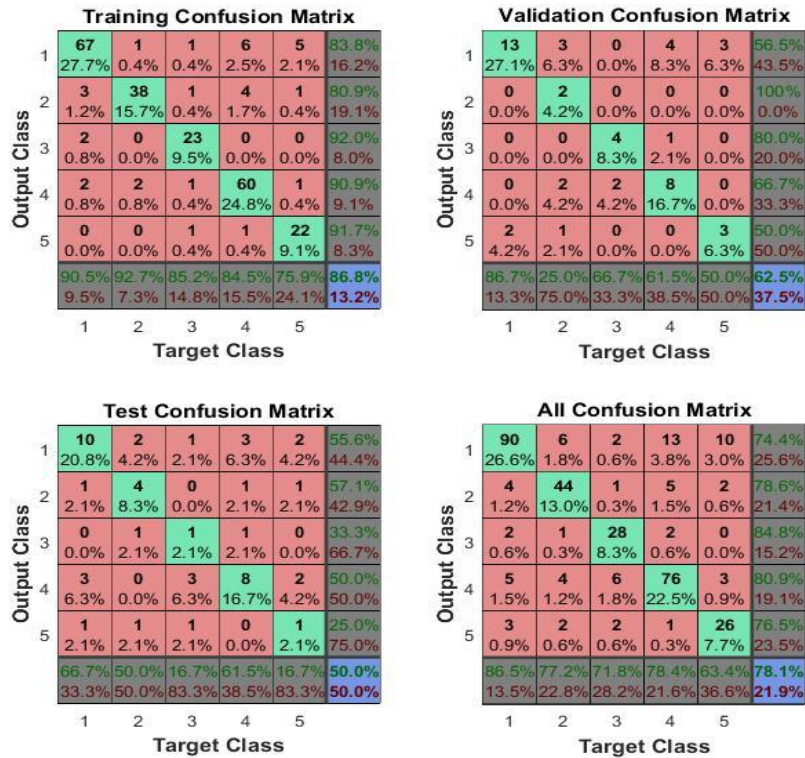 Training Confusion Matrix
67 1 1 6 5 83.8%
1
27.7% 0.4% 0.4% 2.5% 2.1% 16.2%
3 38 1 4 1 80.9%
2
1.2% 15.7% 0.4% 1.7% 0.4% 19.1%
2 0 23 0 0 92.0%
3
0.8% 0.0% 9.5% 0.0% 0.0% 8.0%
2 2 1 60 1 90.9%
4
0.8% 0.8% 0.4% 24.8% 0.4% 9.1%
0 0 1 1 22 91.7%
5
0.0% 0.0% 0.4% 0.4% 9.1% 8.3%
90.5% 92.7% 85.2% 84.5% 75.9% 86.8%
9.5% 7.3% 14.8% 15.5% 24.1% 13.2%
1 2 3 4 5
Target Class
Output Class
Validation Confusion Matrix
13 3 0 4 3 56.5%
1
27.1% 6.3% 0.0% 8.3% 6.3% 43.5%
0 2 0 0 0 100%
2
0.0% 4.2% 0.0% 0.0% 0.0% 0.0%
0 0 4 1 0 80.0%
3
0.0% 0.0% 8.3% 2.1% 0.0% 20.0%
0 2 2 8 0 66.7%
4
0.0% 4.2% 4.2% 16.7% 0.0% 33.3%
2 1 0 0 3 50.0%
5
4.2% 2.1% 0.0% 0.0% 6.3% 50.0%
86.7% 25.0% 66.7% 61.5% 50.0% 62.5%
13.3% 75.0% 33.3% 38.5% 50.0% 37.5%
1 2 3 4 5
Target Class
Output Class
Test Confusion Matrix
10 2 1 3 2 55.6%
1
20.8% 4.2% 2.1% 6.3% 4.2% 44.4%
1 4 0 1 1 57.1%
2
2.1% 8.3% 0.0% 2.1% 2.1% 42.9%
0 1 1 1 0 33.3%
3
0.0% 2.1% 2.1% 2.1% 0.0% 66.7%
3 0 3 8 2 50.0%
4
6.3% 0.0% 6.3% 16.7% 4.2% 50.0%
1 1 1 0 1 25.0%
5
2.1% 2.1% 2.1% 0.0% 2.1% 75.0%
66.7% 50.0% 16.7% 61.5% 16.7% 50.0%
33.3% 50.0% 83.3% 38.5% 83.3% 50.0%
1 2 3 4 5
Target Class
Output Class
All Confusion Matrix
90 6 2 13 10 74.4%
1
26.6% 1.8% 0.6% 3.8% 3.0% 25.6%
4 44 1 5 2 78.6%
2
1.2% 13.0% 0.3% 1.5% 0.6% 21.4%
2 1 28 2 0 84.8%
3
0.6% 0.3% 8.3% 0.6% 0.0% 15.2%
5 4 6 76 3 80.9%
4
1.5% 1.2% 1.8% 22.5% 0.9% 19.1%
3 2 2 1 26 76.5%
5
0.9% 0.6% 0.6% 0.3% 7.7% 23.5%
86.5% 77.2% 71.8% 78.4% 63.4% 78.1%
13.5% 22.8% 28.2% 21.6% 36.6% 21.9%
1 2 3 4 5
Target Class
Output Class